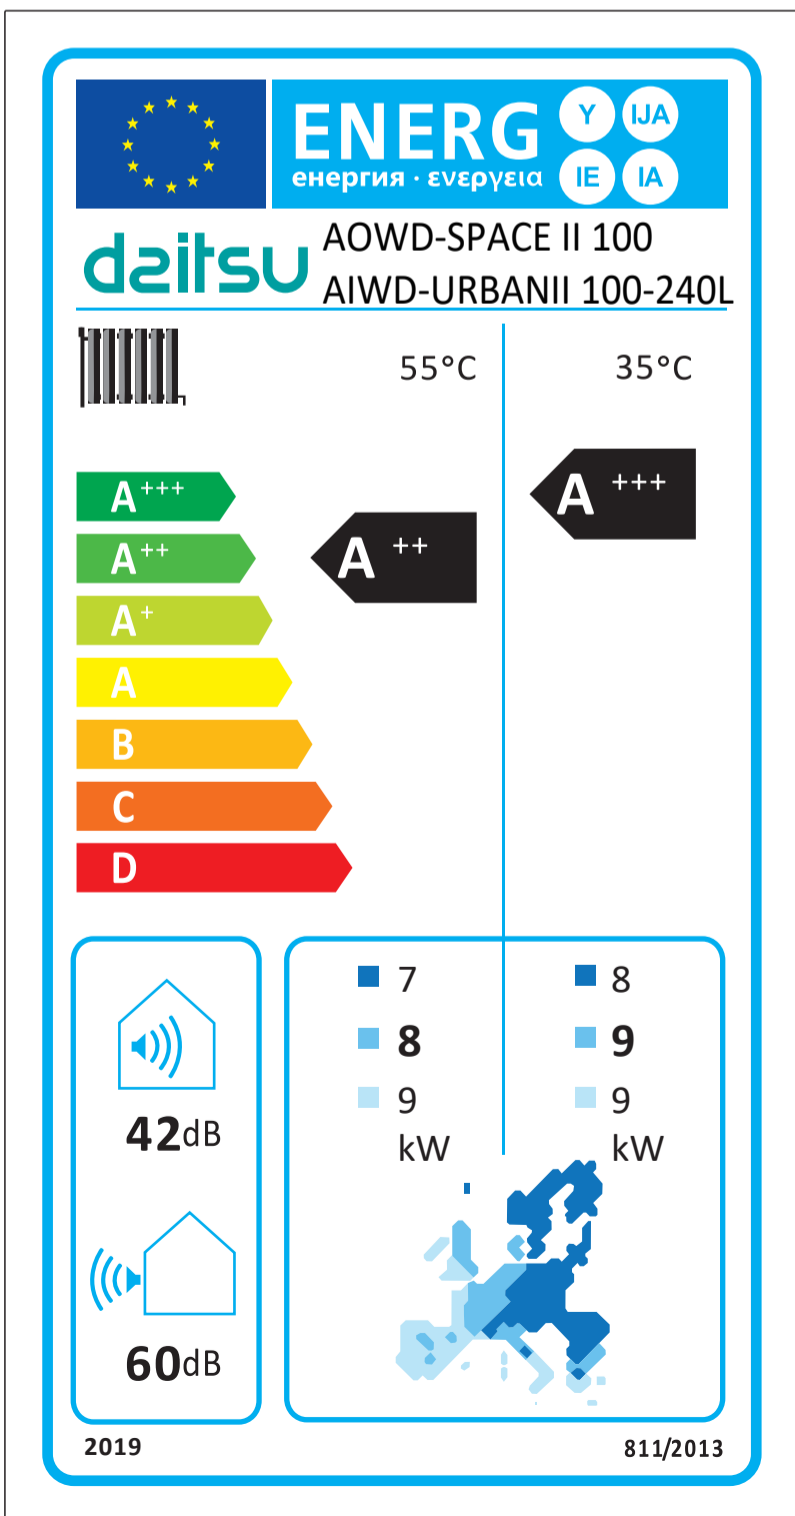 ENERG Y IJA
енергия · ενεργεια IE IA
daitsu
AOWD-SPACE II 100
AIWD-URBANII 100-240L
55°C 35°C
A+++
A++
A+
A
B
C
D
A ++
A +++
42dB
60dB
7 8
8 9
9 9
kW kW
2019 811/2013